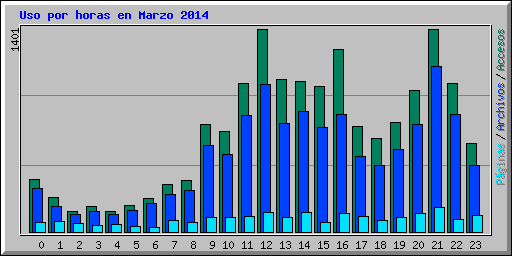 Uso por horas en Marzo 2014
1401
Páginas / Archivos / Accesos
0 1 2 3 4 5 6 7 8 9 10 11 12 13 14 15 16 17 18 19 20 21 22 23